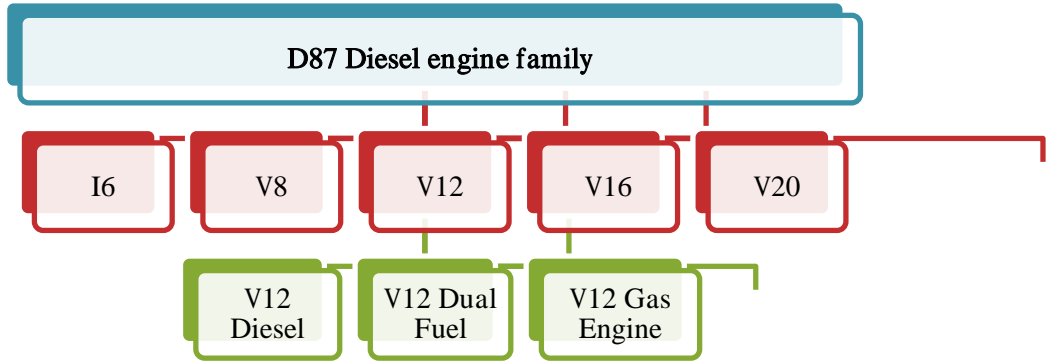 D87 Diesel engine family
I6
V8
V12
V16
V20
V12
Diesel
V12 Dual
Fuel
V12 Gas
Engine